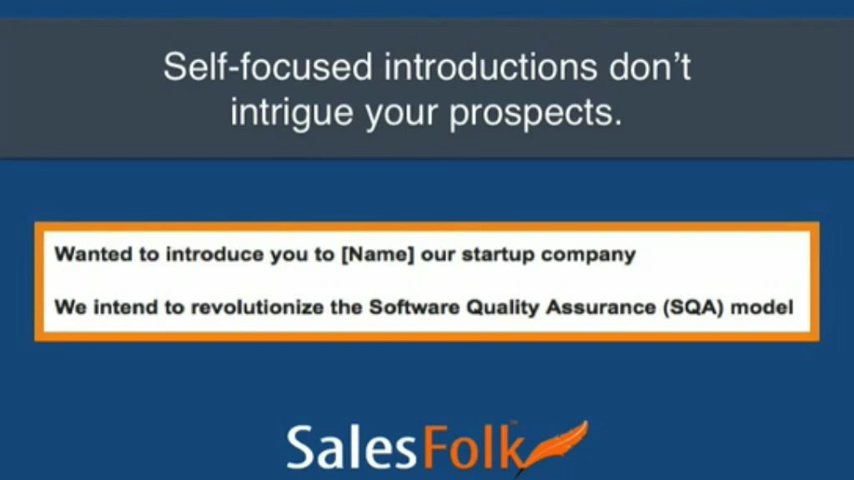 Self-focused introductions don't
intrigue your prospects.
Wanted to introduce you to [Name] our startup company
We intend to revolutionize the Software Quality Assurance (SQA) model
SalesFolk